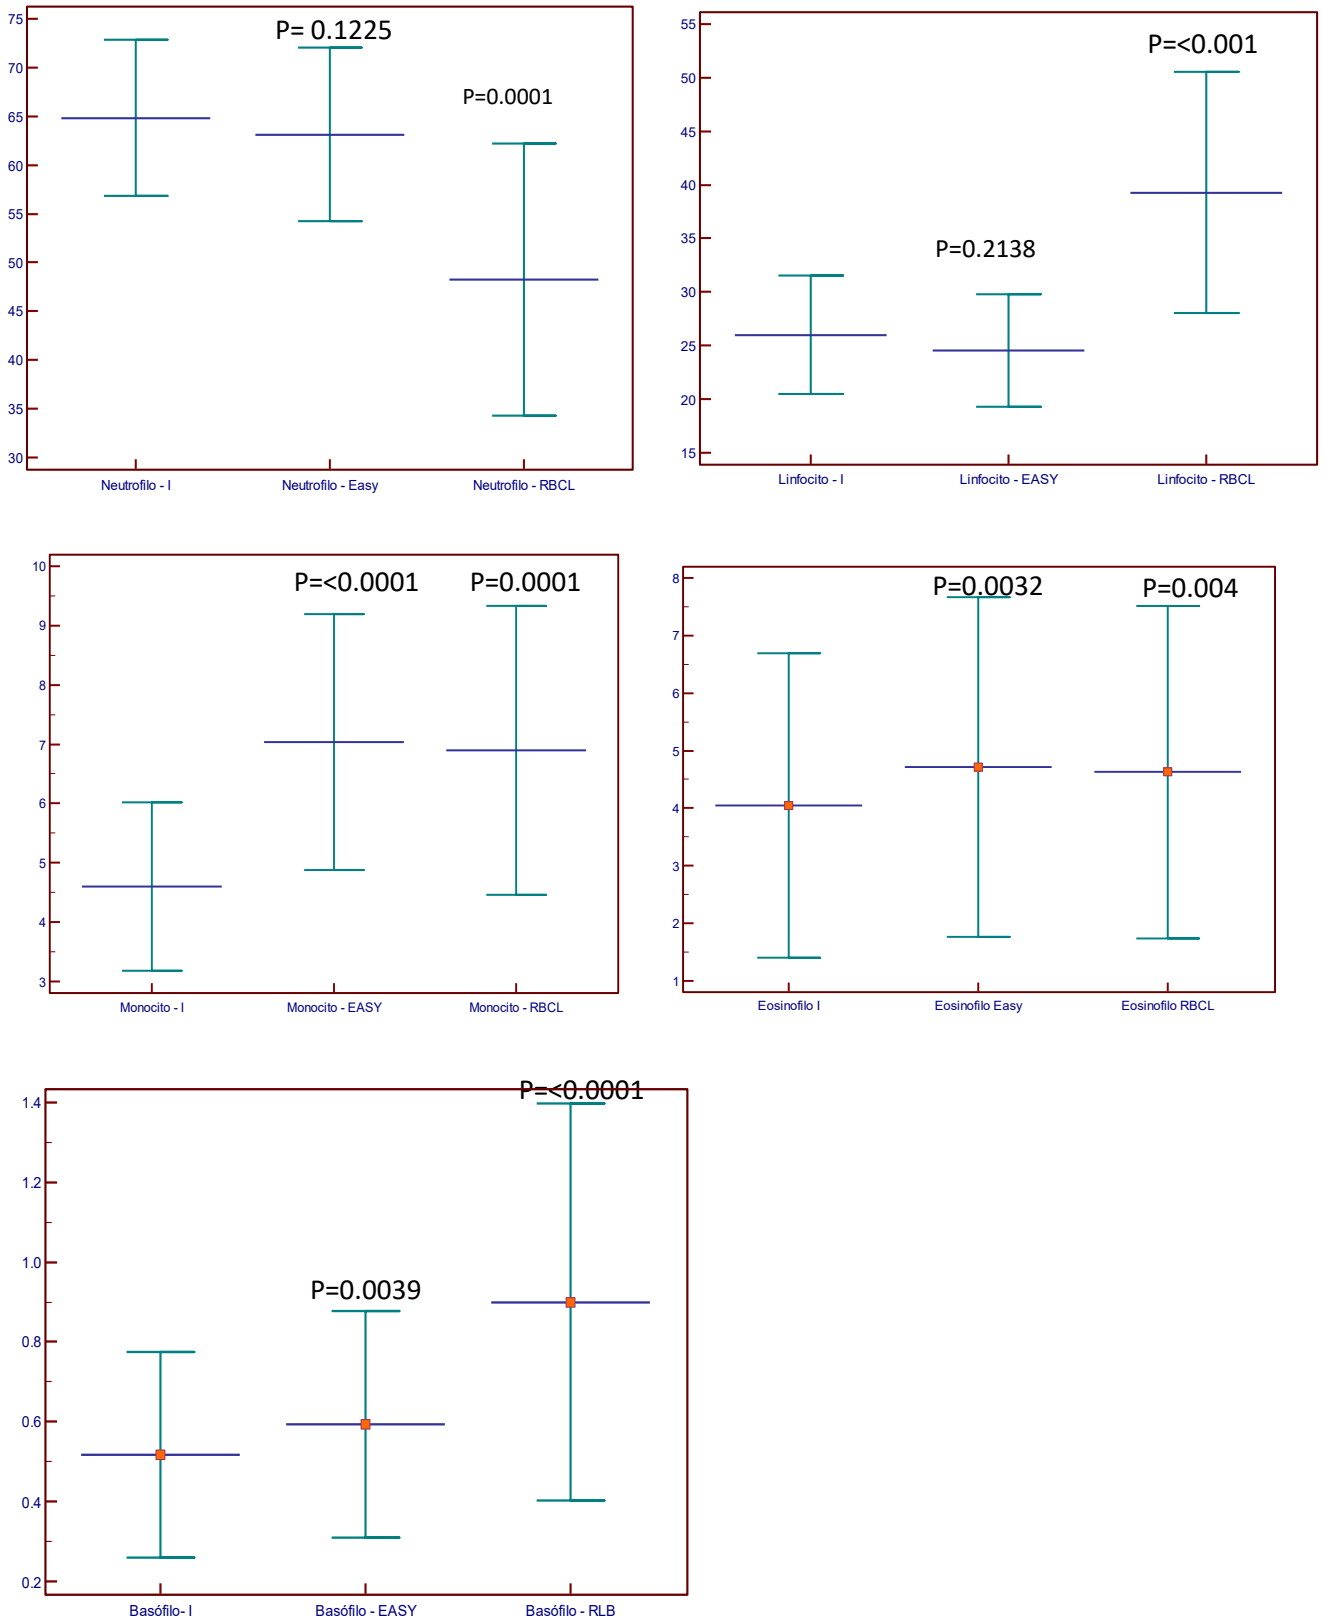 75
70
65
60
55
50
45
40
35
30
P= 0.1225
P=0.0001
Neutrofilo - I
Neutrofilo - Easy
Neutrofilo - RBCL
55
50
45
40
35
30
25
20
15
P=<0.001
P=0.2138
Linfocito - I
Linfocito - EASY
Linfocito - RBCL
10
9
8
7
6
5
4
3
P=<0.0001
P=0.0001
Monocito - I
Monocito - EASY
Monocito - RBCL
8
7
6
5
4
3
2
1
P=0.0032
P=0.004
Eosinofilo I
Eosinofilo Easy
Eosinofilo RBCL
1.4
1.2
1.0
0.8
0.6
0.4
0.2
P=<0.0001
P=0.0039
Basófilo- I
Basófilo - EASY
Basófilo - RLB